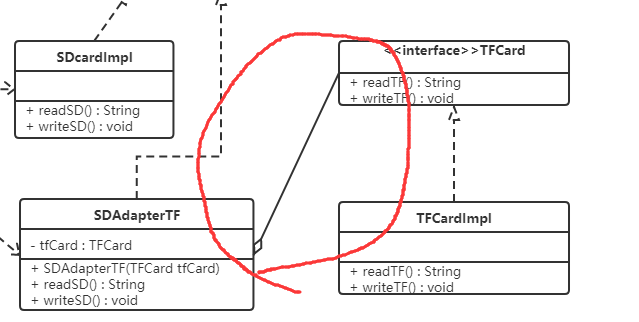 SDcardImpl
+ readSD() : String
+ writeSD() : void
<<interface>>TFCard
+ readTF() : String
+ writeTF() : void
SDAdapterTF
- tfCard : TFCard
+ SDAdapterTF(TFCard tfCard)
+ readSD() : String
+ writeSD() : void
TFCardImpl
+ readTF() : String
+ writeTF() : void